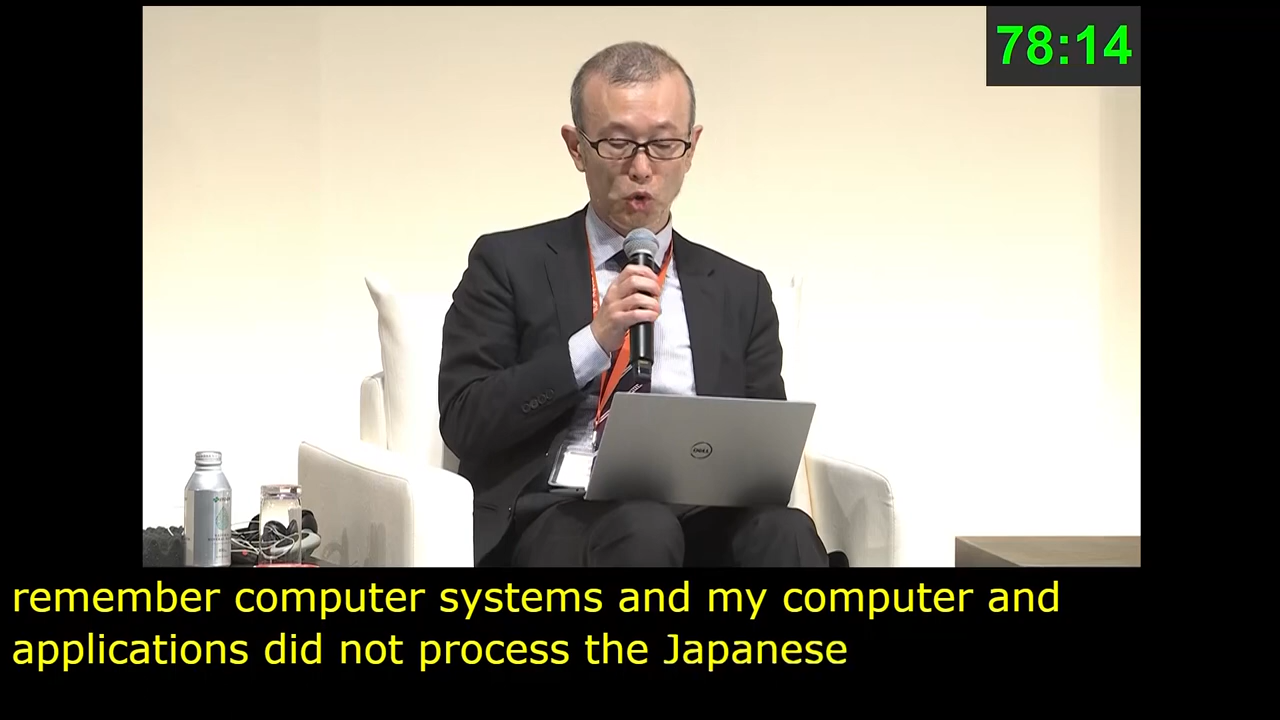 78:14
DELL
remember computer systems and my computer and
applications did not process the Japanese